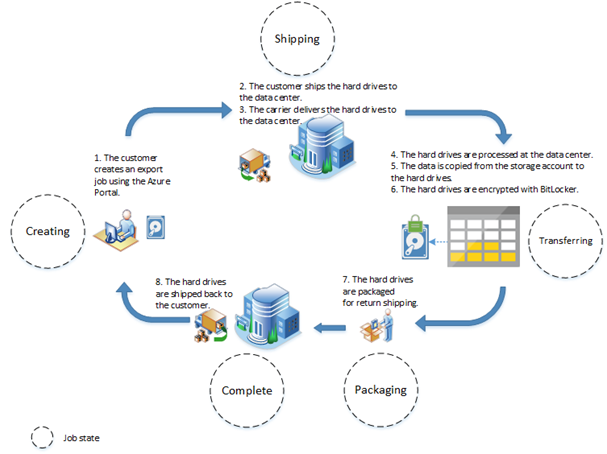 Shipping
2. The customer ships the hard drives to
the data center.
3. The carrier delivers the hard drives to
the data center.
1. The customer
creates an export
job using the Azure
Portal.
4. The hard drives are processed at the data center.
5. The data is copied from the storage account to
the hard drives.
6. The hard drives are encrypted with BitLocker.
Creating
Transferring
8. The hard drives
are shipped back to
the customer.
7. The hard drives
are packaged
for return shipping.
Complete
Packaging
Job state